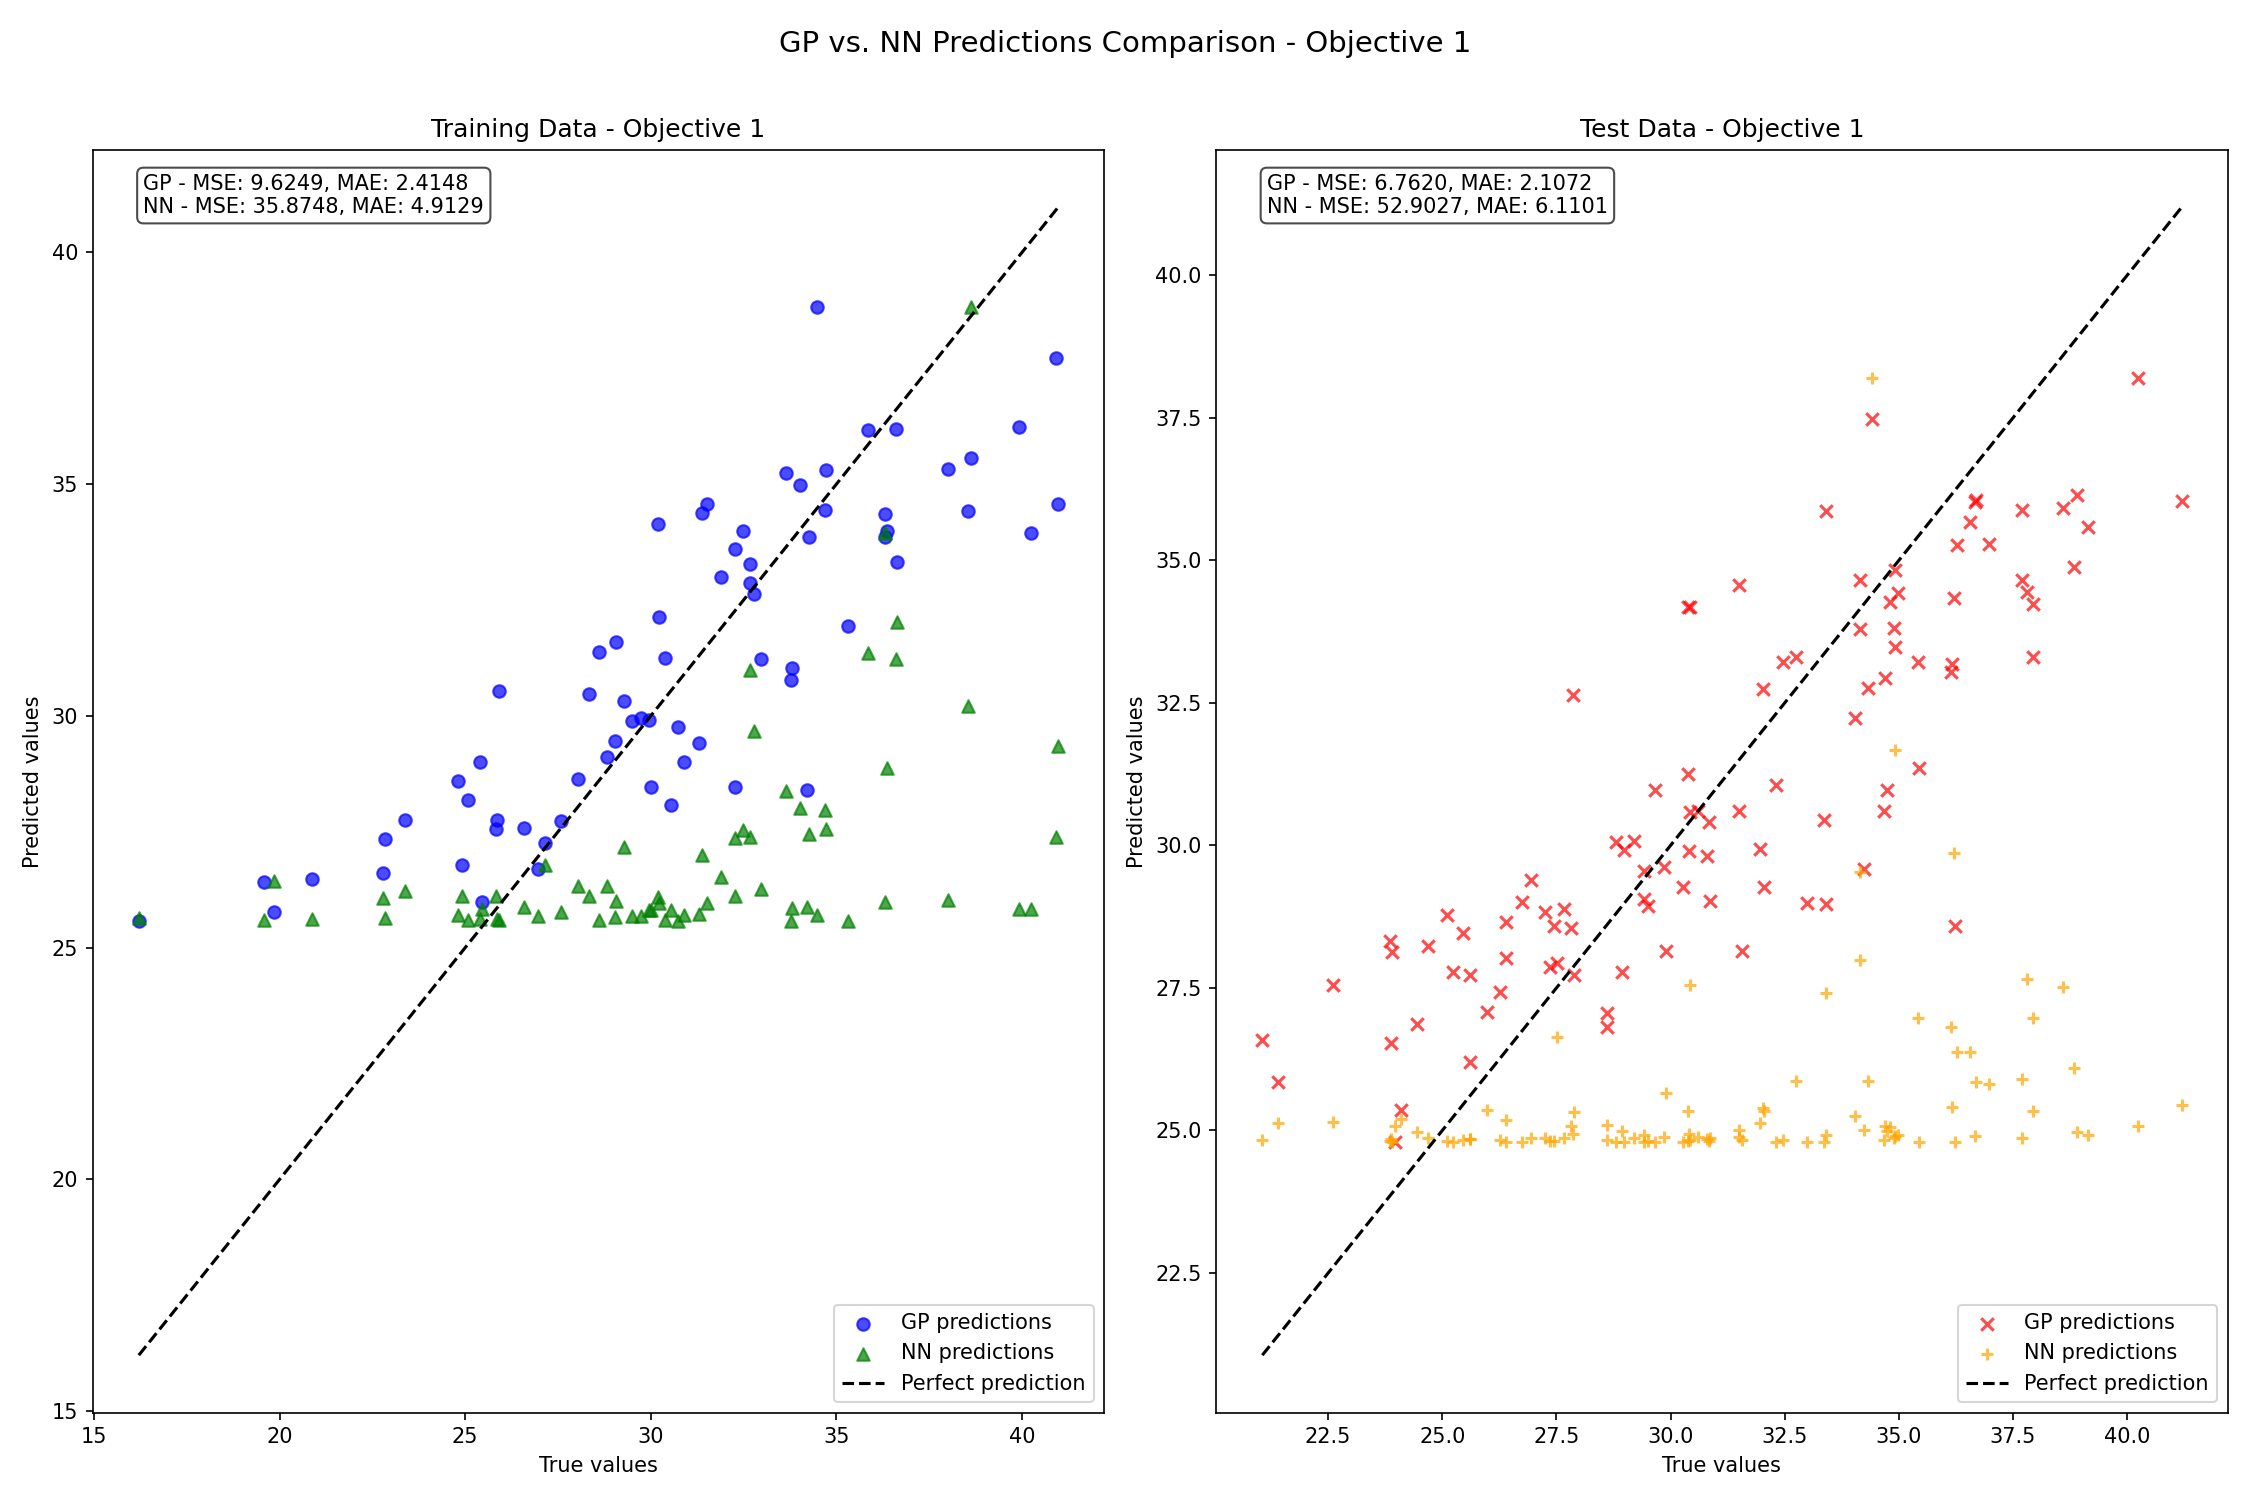 GP vs. NN Predictions Comparison - Objective 1
Training Data - Objective 1
GP - MSE: 9.6249, MAE: 2.4148
NN - MSE: 35.8748, MAE: 4.9129
Predicted values
40
35
30
25
20
15
15 20 25 30 35 40
True values
GP predictions
NN predictions
Perfect prediction
Test Data - Objective 1
GP - MSE: 6.7620, MAE: 2.1072
NN - MSE: 52.9027, MAE: 6.1101
Predicted values
40.0
37.5
35.0
32.5
30.0
27.5
25.0
22.5
22.5 25.0 27.5 30.0 32.5 35.0 37.5 40.0
True values
GP predictions
NN predictions
Perfect prediction